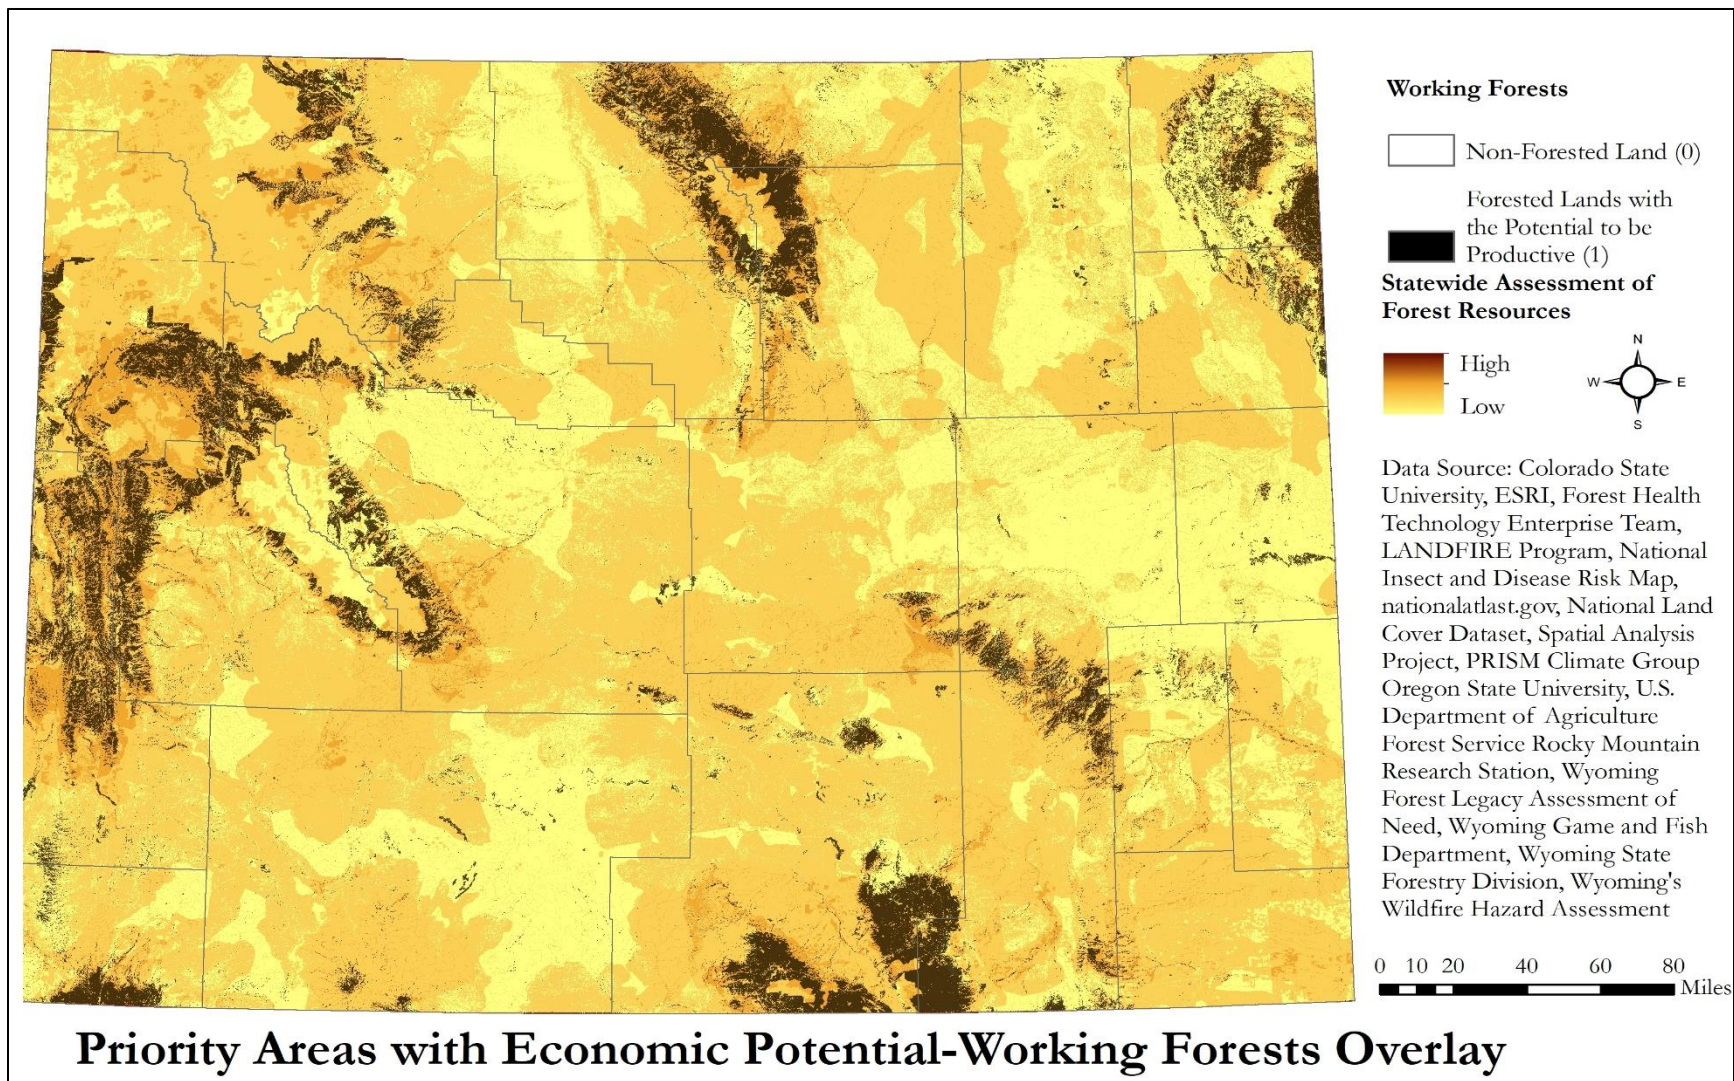 Working Forests
Non-Forested Land (0)
Forested Lands with
the Potential to be
Productive (1)
Statewide Assessment of
Forest Resources
High
Low
N
W E
S
Data Source: Colorado State
University, ESRI, Forest Health
Technology Enterprise Team,
LANDFIRE Program, National
Insect and Disease Risk Map,
nationalatlast.gov, National Land
Cover Dataset, Spatial Analysis
Project, PRISM Climate Group
Oregon State University, U.S.
Department of Agriculture
Forest Service Rocky Mountain
Research Station, Wyoming
Forest Legacy Assessment of
Need, Wyoming Game and Fish
Department, Wyoming State
Forestry Division, Wyoming's
Wildfire Hazard Assessment
0 10 20 40 60 80
Miles
Priority Areas with Economic Potential-Working Forests Overlay